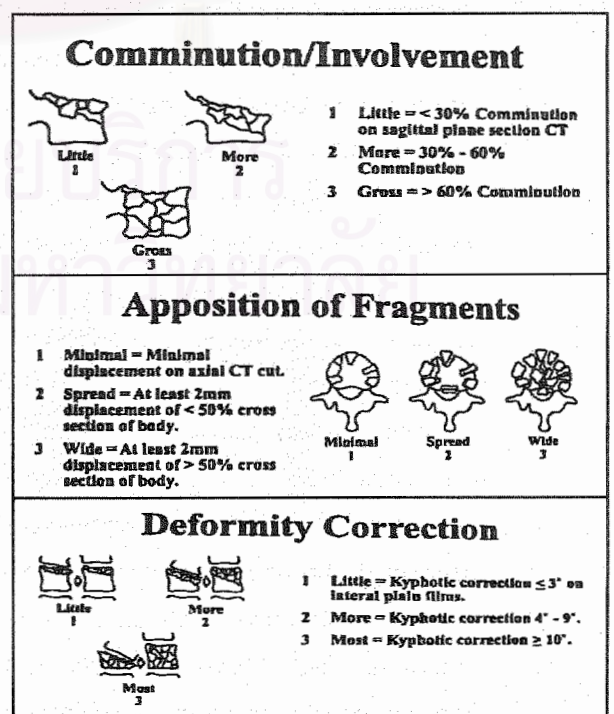 Comminution/Involvement
Little
1
More
2
Gross
3
1 Little = < 30% Comminution
on sagittal plane section CT
2 More = 30% - 60%
Comminution
3 Gross = > 60% Comminution
Apposition of Fragments
1 Minimal = Minimal
displacement on axial CT cut.
2 Spread = At least 2mm
displacement of < 50% cross
section of body.
3 Wide = At least 2mm
displacement of > 50% cross
section of body.
Minimal
1
Spread
2
Wide
3
Deformity Correction
Little
1
More
2
Most
3
1 Little = Kyphotic correction ≤ 3° on
lateral plain films.
2 More = Kyphotic correction 4° - 9°.
3 Most = Kyphotic correction ≥ 10°.